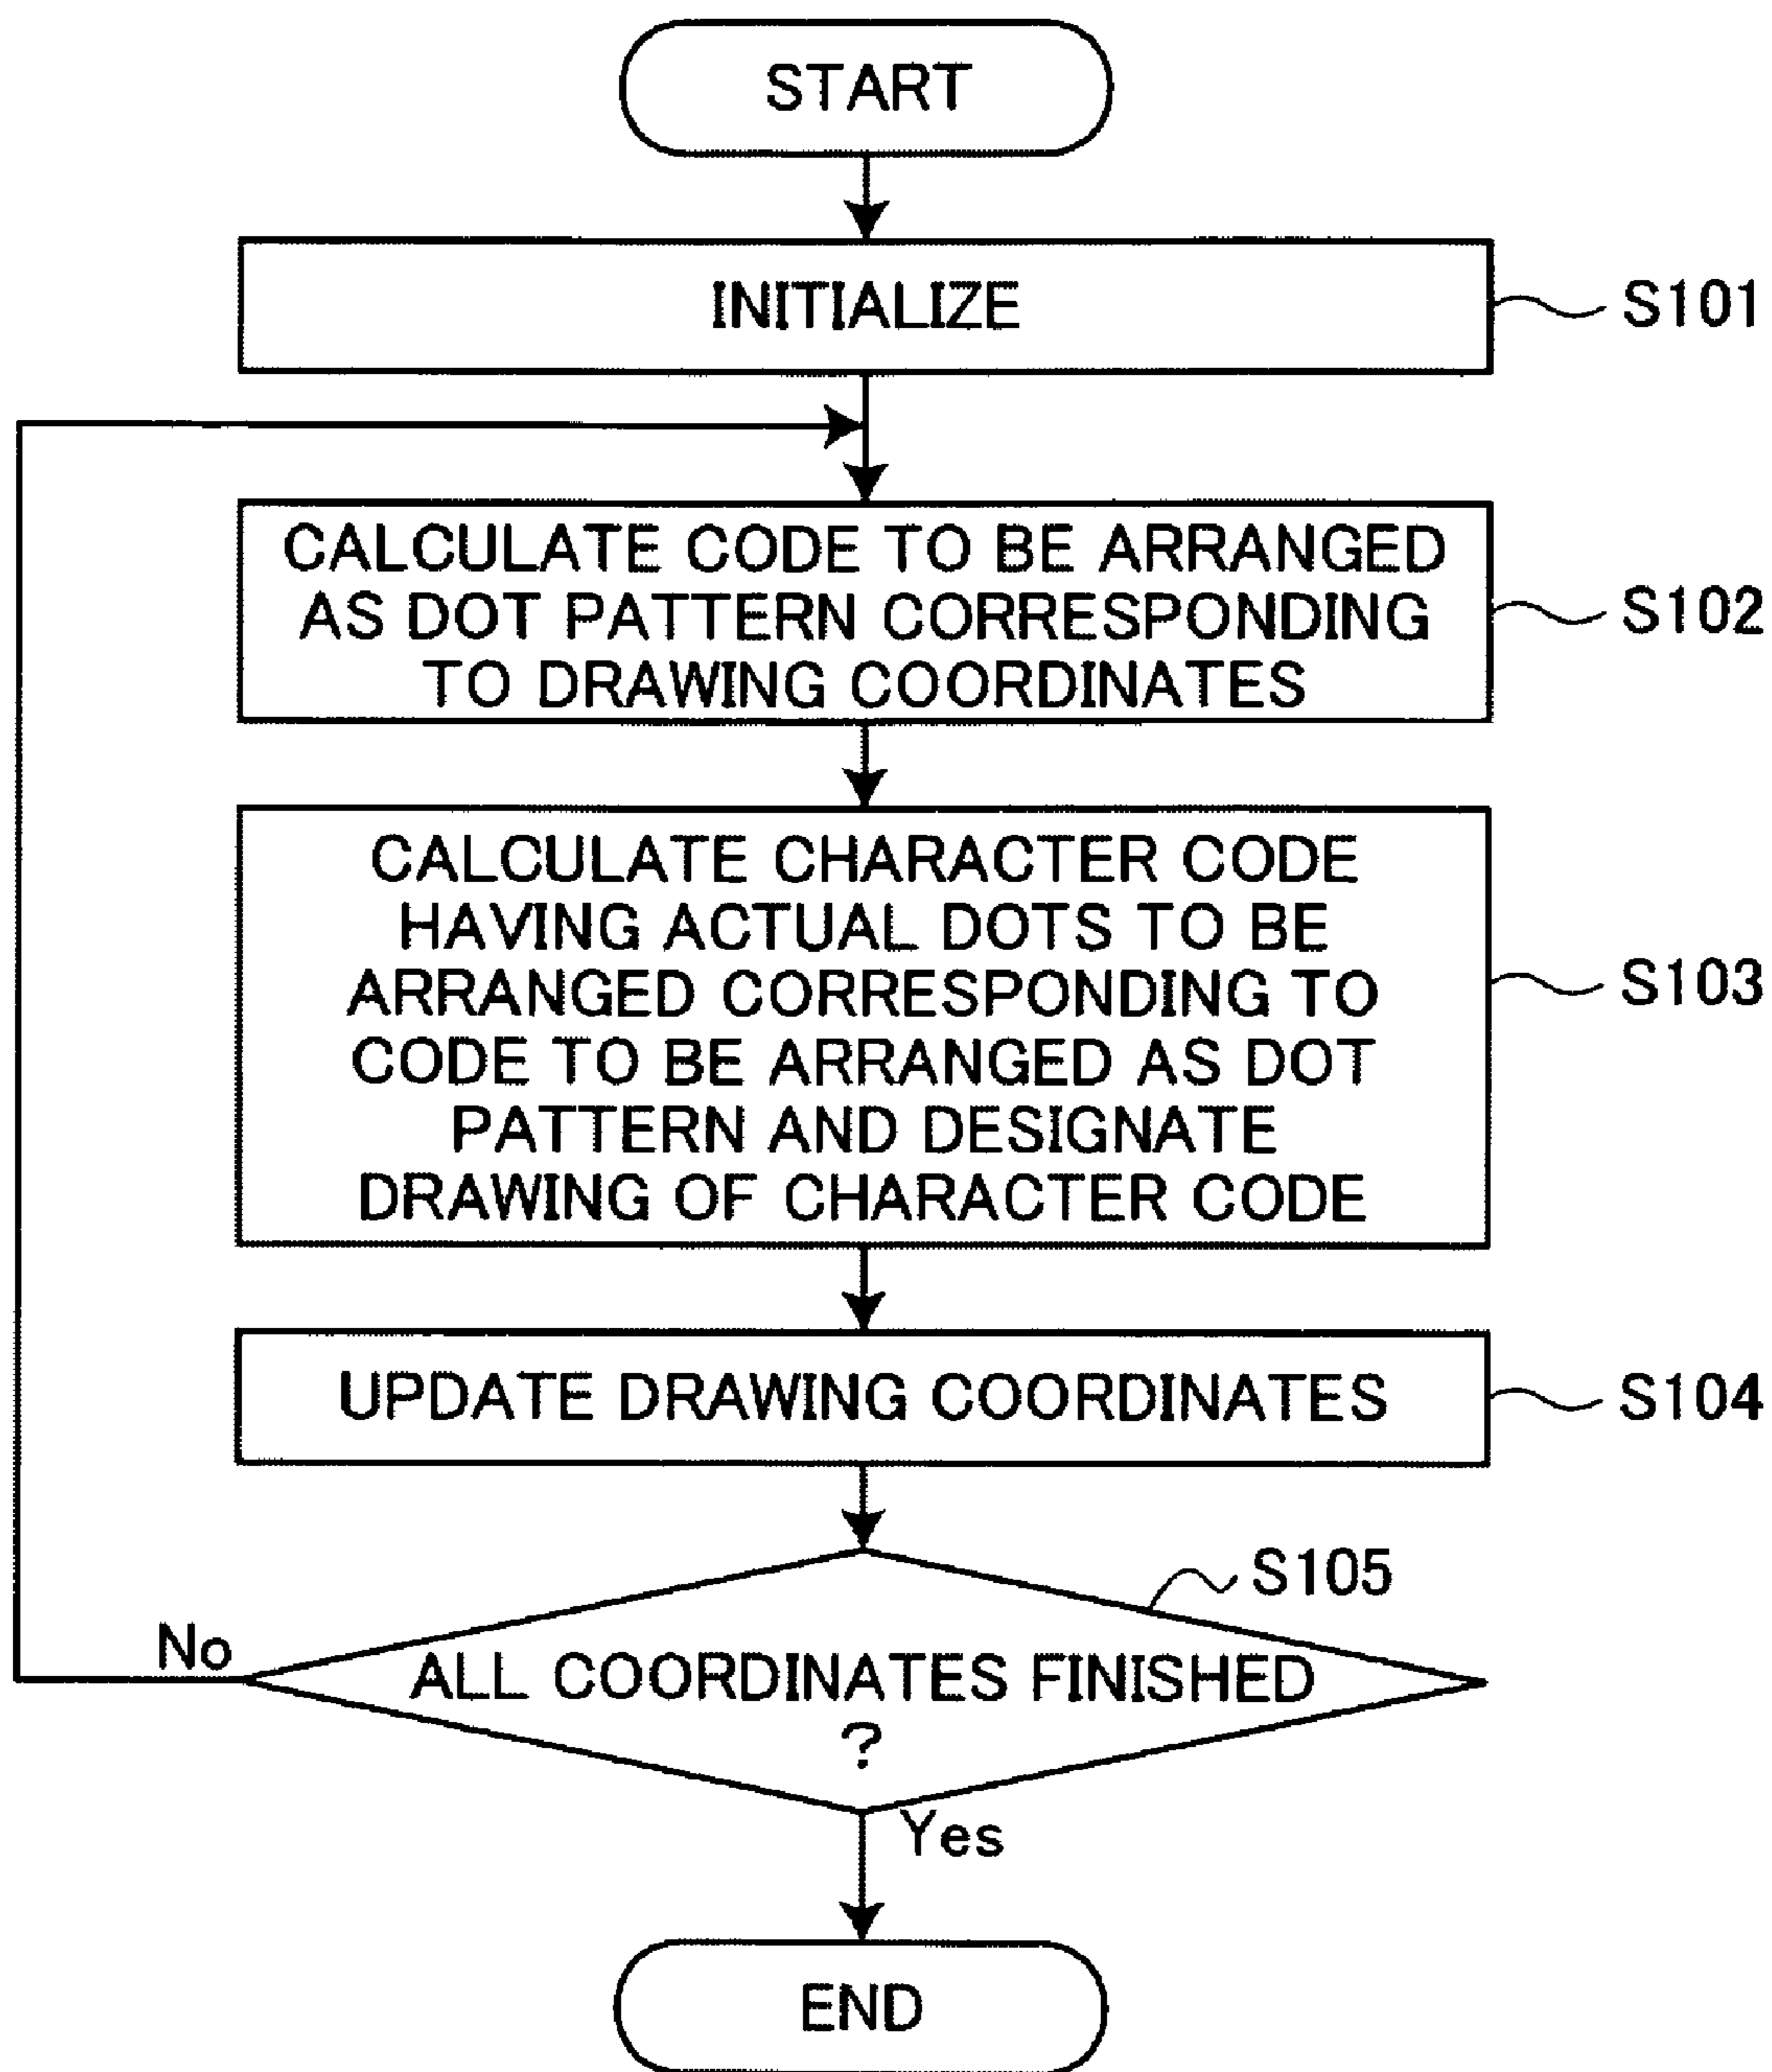 START
INITIALIZE
S101
CALCULATE CODE TO BE ARRANGED
AS DOT PATTERN CORRESPONDING
TO DRAWING COORDINATES
S102
CALCULATE CHARACTER CODE
HAVING ACTUAL DOTS TO BE
ARRANGED CORRESPONDING TO
CODE TO BE ARRANGED AS DOT
PATTERN AND DESIGNATE
DRAWING OF CHARACTER CODE
S103
UPDATE DRAWING COORDINATES
S104
S105
No
ALL COORDINATES FINISHED
?
Yes
END